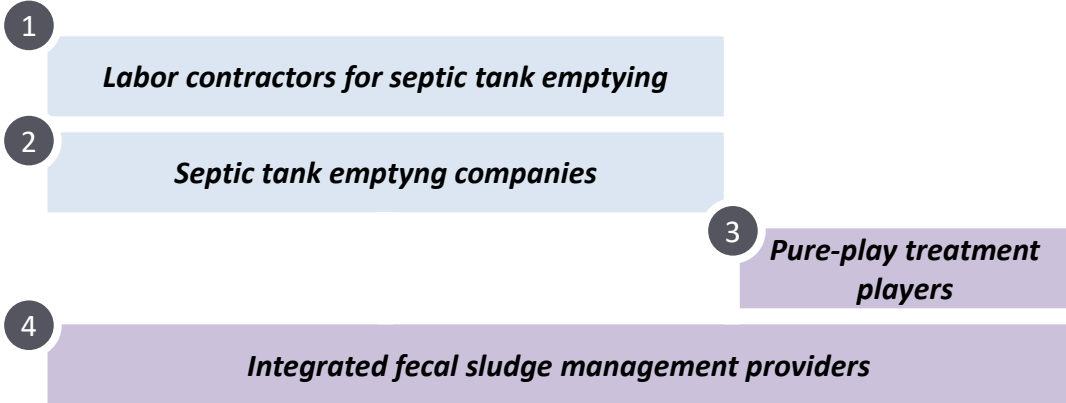 1
Labor contractors for septic tank emptying
2
Septic tank emptyng companies
3
Pure-play treatment
players
4
Integrated fecal sludge management providers